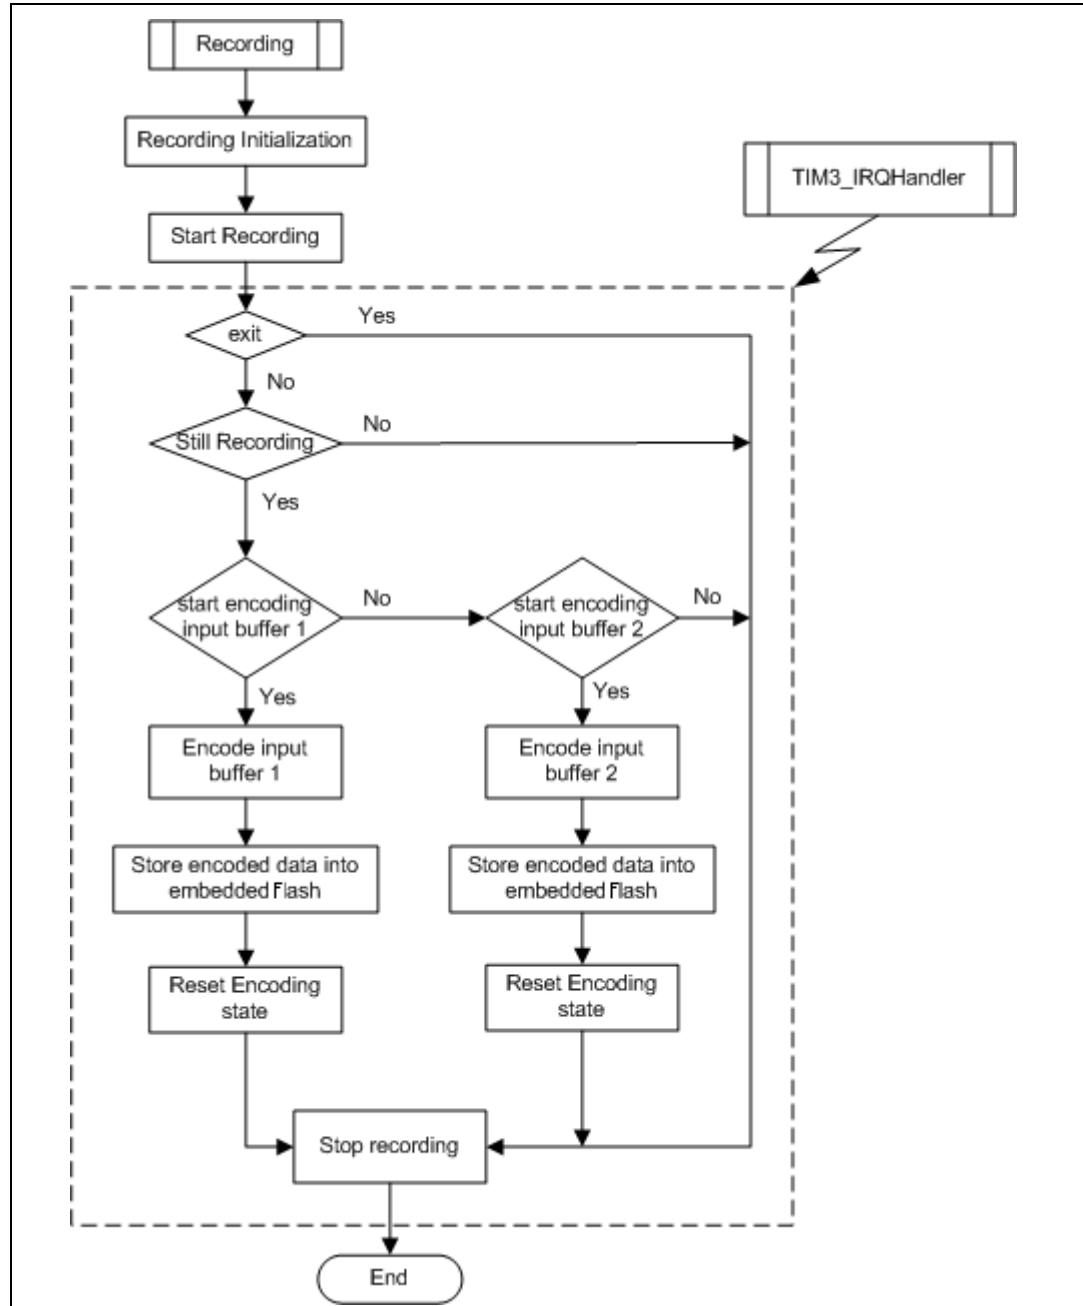 Recording
Recording Initialization
TIM3_IRQHandler
Start Recording
exit
Yes
No
Still Recording
No
Yes
start encoding
input buffer 1
No
start encoding
input buffer 2
No
Yes
Yes
Encode input
buffer 1
Encode input
buffer 2
Store encoded data into
embedded Flash
Store encoded data into
embedded Flash
Reset Encoding
state
Reset Encoding
state
Stop recording
End